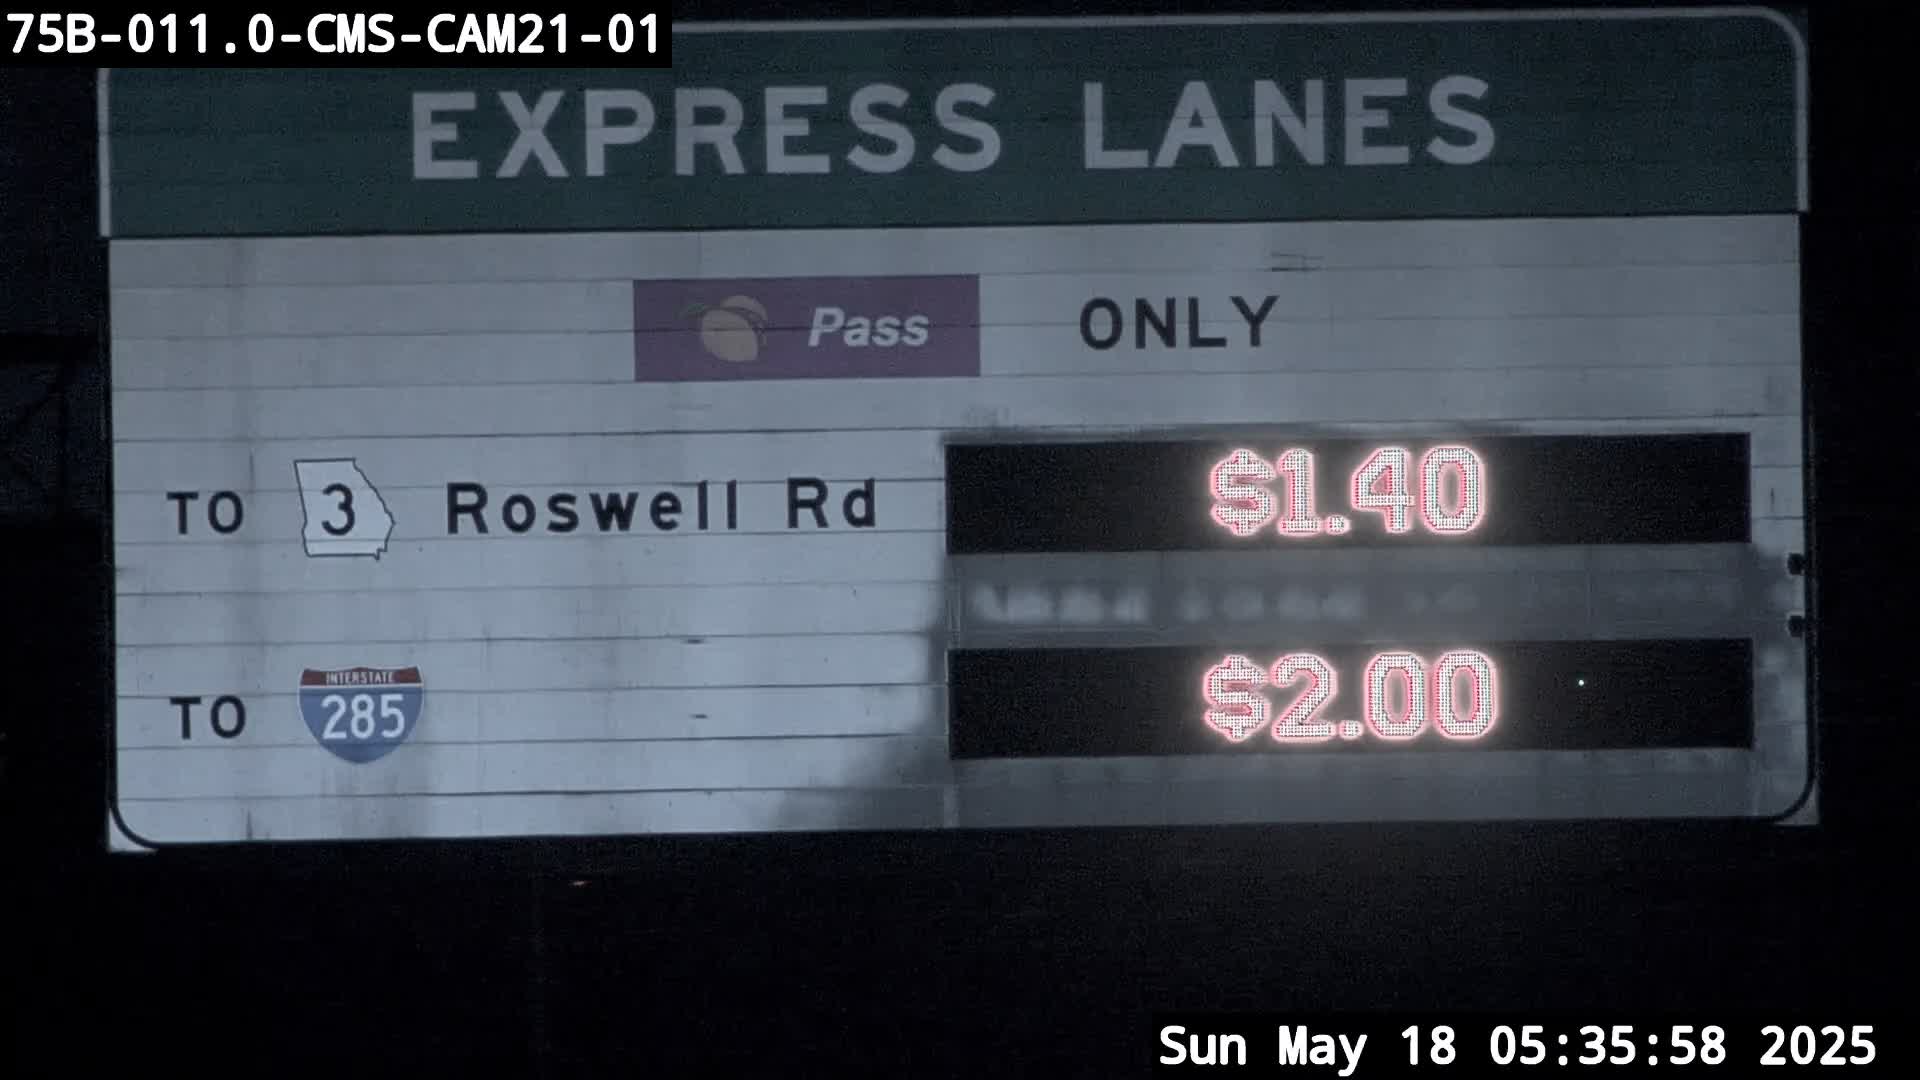 75B-011.0-CMS-CAM21-01
EXPRESS LANES
Pass ONLY
TO 3 Roswell Rd $1.40
INTERSTATE
TO 285 $2.00
Sun May 18 05:35:58 2025